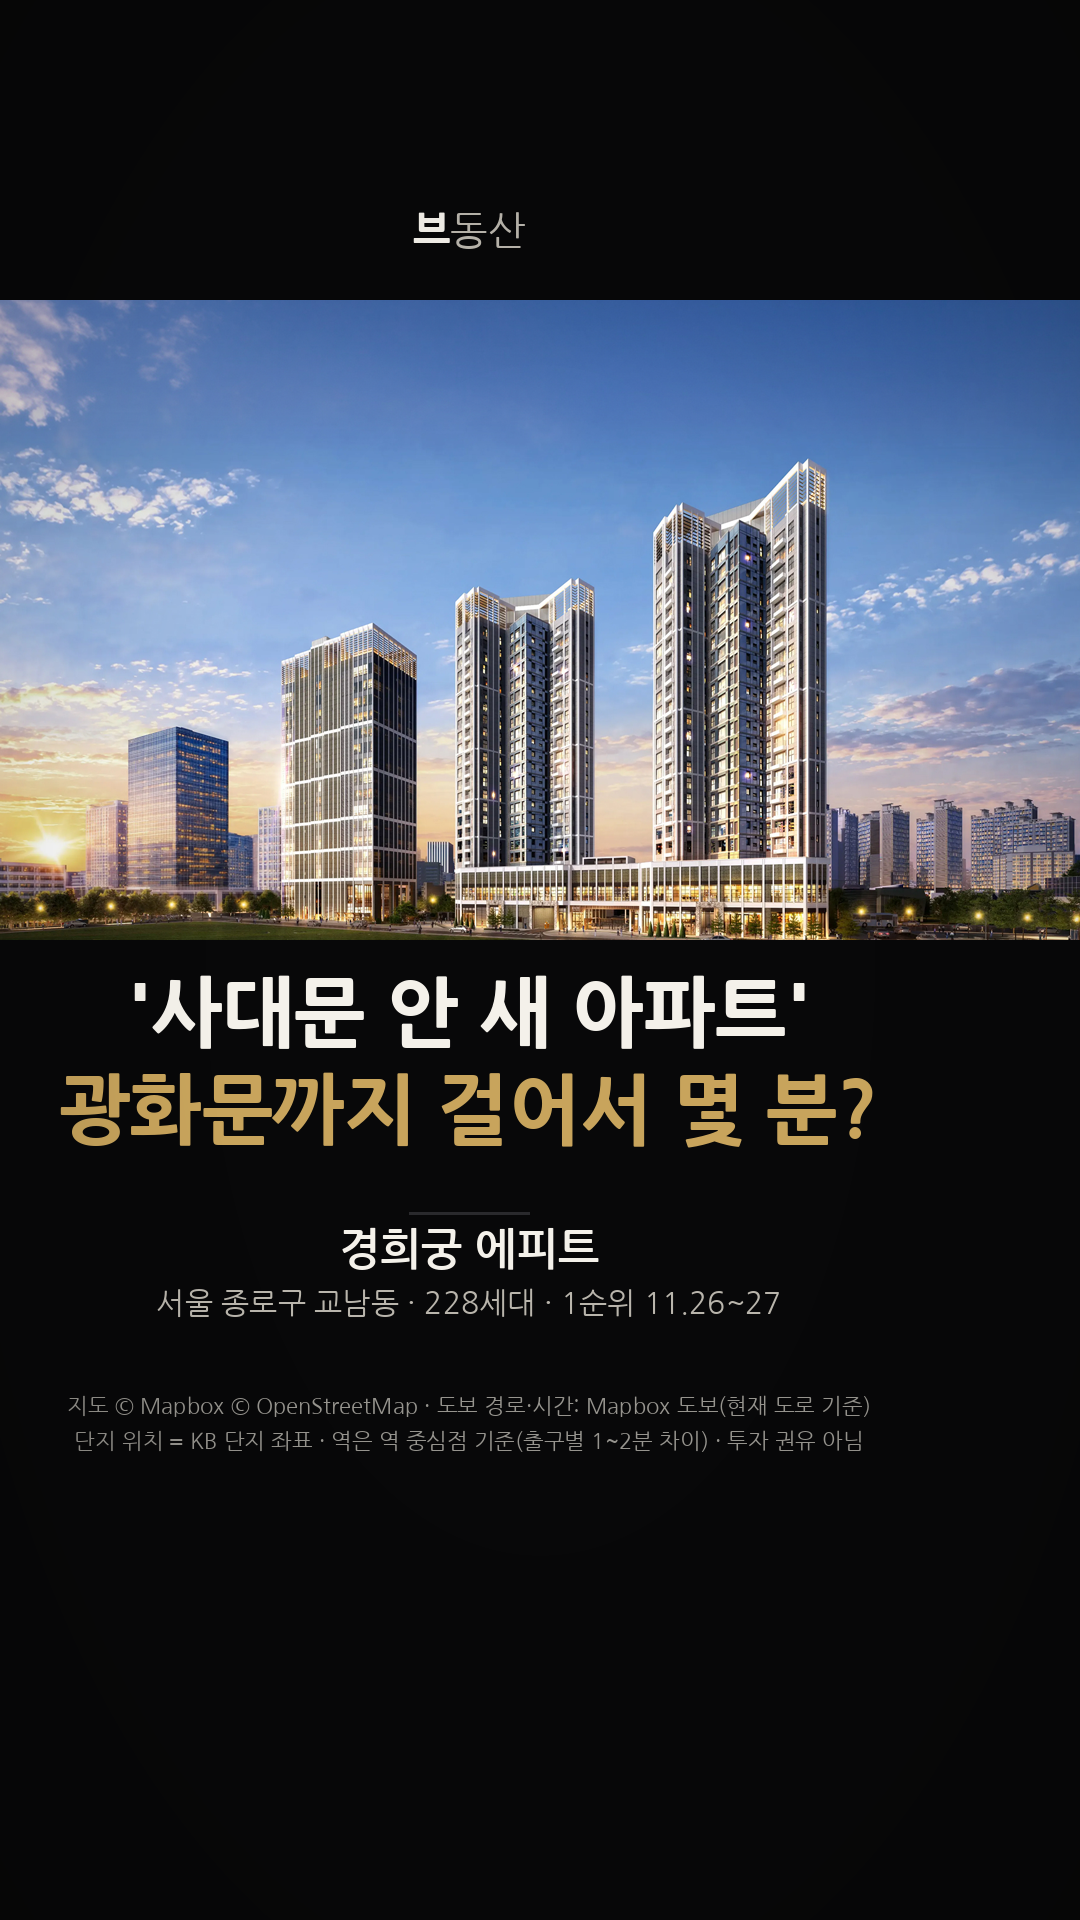 브동산
'사대문 안 새 아파트'
광화문까지 걸어서 몇 분?
경희궁 에피트
서울 종로구 교남동 · 228세대 · 1순위 11.26~27
지도 © Mapbox © OpenStreetMap · 도보 경로·시간: Mapbox 도보(현재 도로 기준)
단지 위치 = KB 단지 좌표 · 역은 역 중심점 기준(출구별 1~2분 차이) · 투자 권유 아님